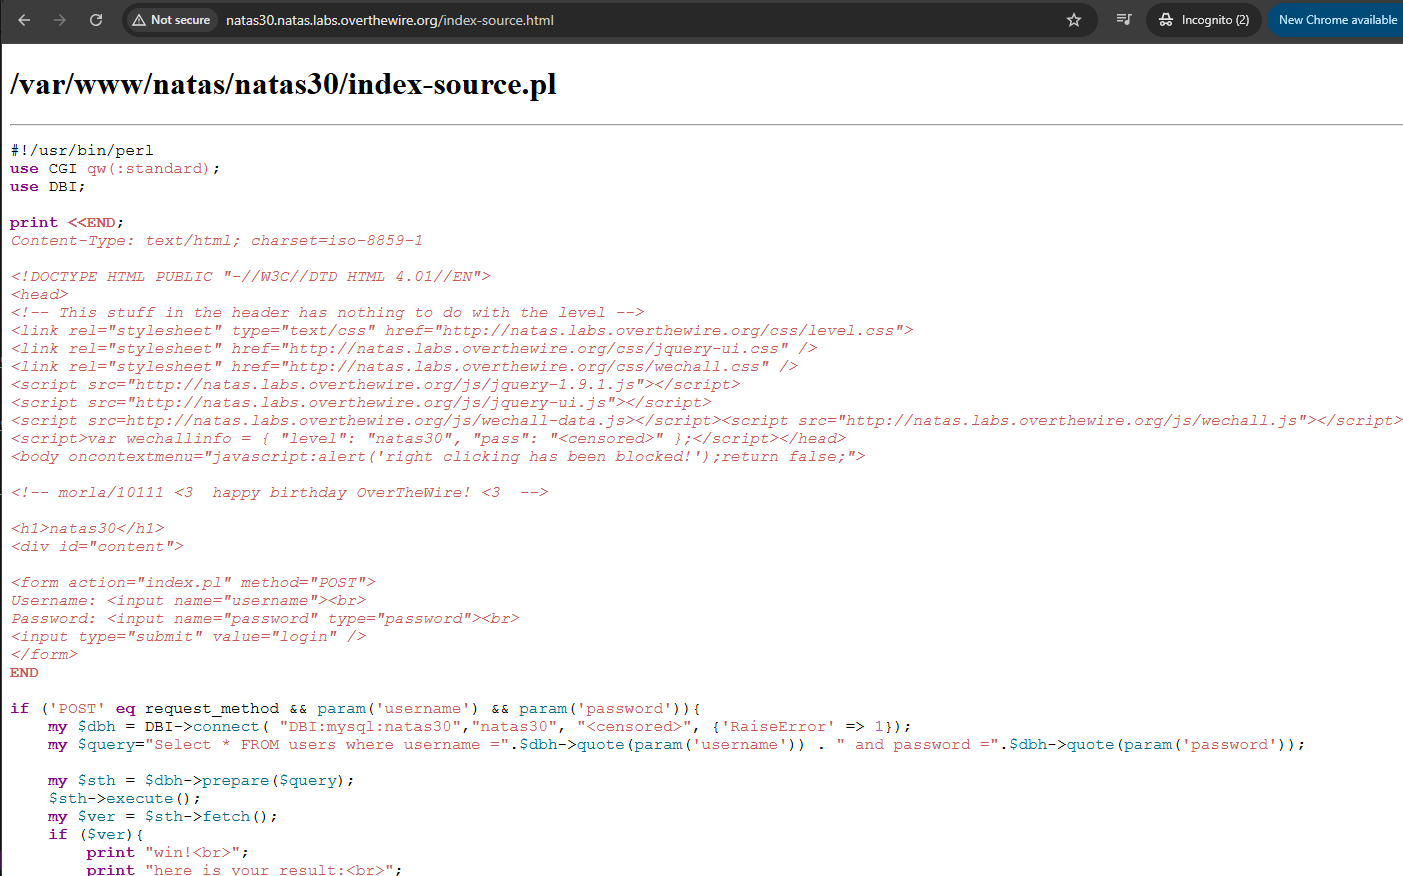 Not secure natas30.natas.labs.overthewire.org/index-source.html Incognito (2) New Chrome available
/var/www/natas/natas30/index-source.pl
#!/usr/bin/perl
use CGI qw(:standard);
use DBI;
print <<END;
Content-Type: text/html; charset=iso-8859-1
<!DOCTYPE HTML PUBLIC "-//W3C//DTD HTML 4.01//EN">
<head>
<!-- This stuff in the header has nothing to do with the level -->
<link rel="stylesheet" type="text/css" href="http://natas.labs.overthewire.org/css/level.css">
<link rel="stylesheet" href="http://natas.labs.overthewire.org/css/jquery-ui.css" />
<link rel="stylesheet" href="http://natas.labs.overthewire.org/css/wechall.css" />
<script src="http://natas.labs.overthewire.org/js/jquery-1.9.1.js"></script>
<script src="http://natas.labs.overthewire.org/js/jquery-ui.js"></script>
<script src=http://natas.labs.overthewire.org/js/wechall-data.js></script><script src="http://natas.labs.overthewire.org/js/wechall.js"></script>
<script>var wechallinfo = { "level": "natas30", "pass": "<censored>" };</script></head>
<body oncontextmenu="javascript:alert('right clicking has been blocked!');return false;">
<!-- morla/10111 <3  happy birthday OverTheWire! <3  -->
<h1>natas30</h1>
<div id="content">
<form action="index.pl" method="POST">
Username: <input name="username"><br>
Password: <input name="password" type="password"><br>
<input type="submit" value="login" />
</form>
END
if ('POST' eq request_method && param('username') && param('password')){
    my $dbh = DBI->connect( "DBI:mysql:natas30","natas30", "<censored>", {'RaiseError' => 1});
    my $query="Select * FROM users where username =".$dbh->quote(param('username')) . " and password =".$dbh->quote(param('password'));
    my $sth = $dbh->prepare($query);
    $sth->execute();
    my $ver = $sth->fetch();
    if ($ver){
        print "win!<br>";
        print "here is your result:<br>";